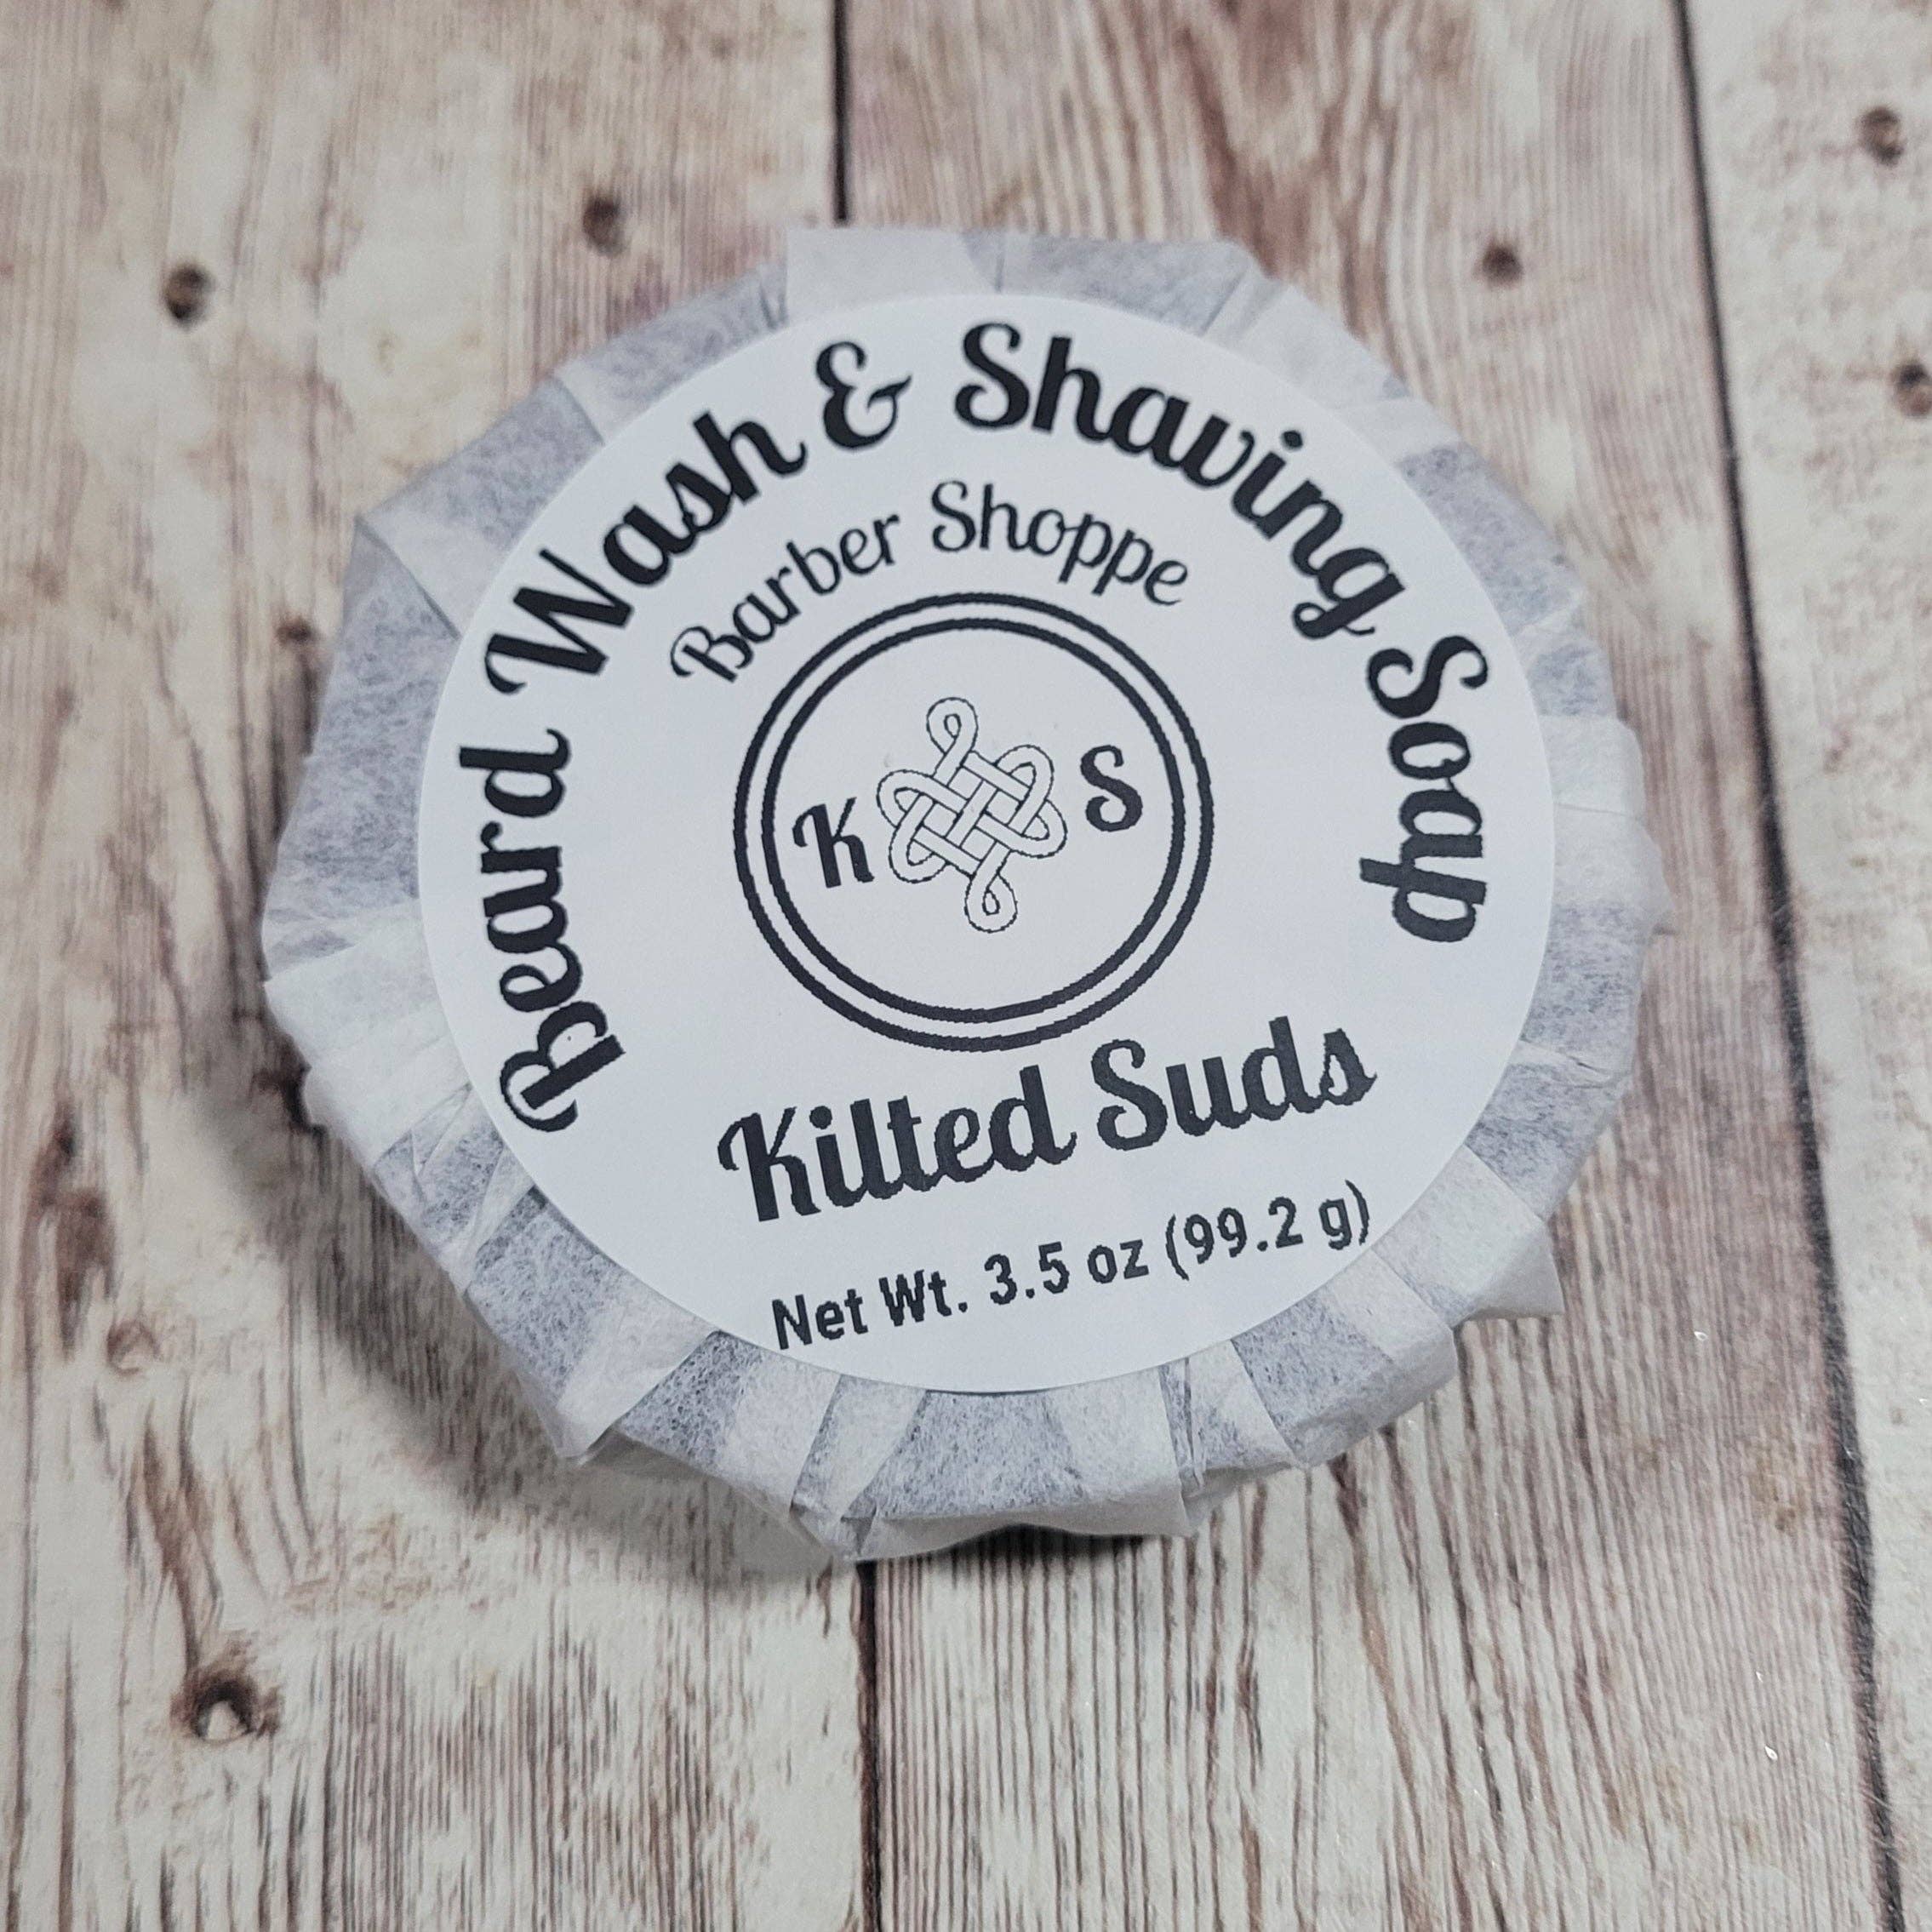 Beard Wash & Shaving Soap
Barber Shoppe
K S
Kilted Suds
Net Wt. 3.5 oz (99.2 g)